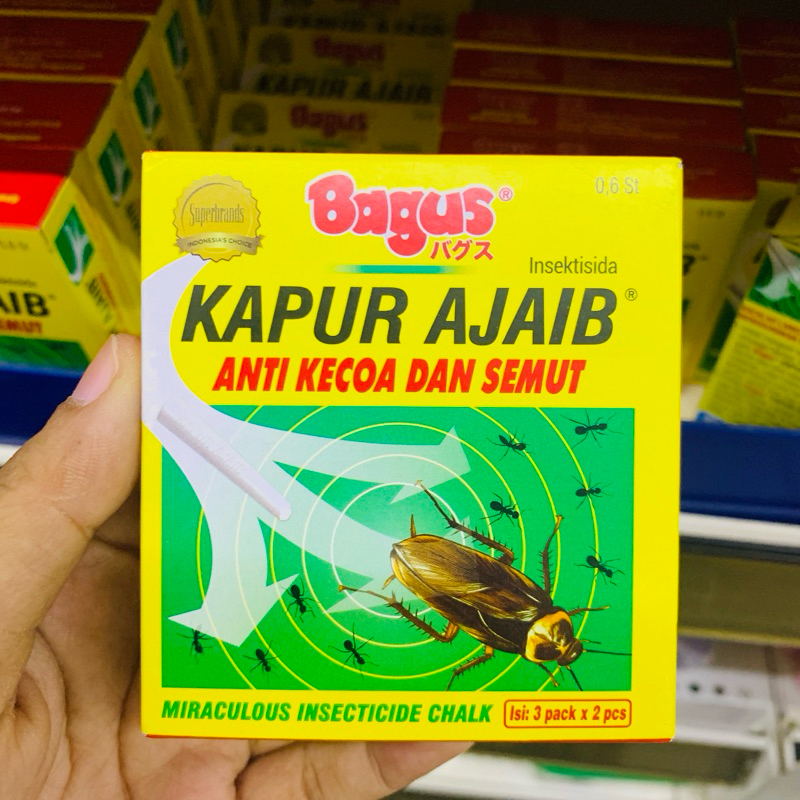 Bagus
KAPUR AJAIB
Bagus
Superbrands
INDONESIA'S CHOICE
Bagus®
バグス
0,6 St
Insektisida
KAPUR AJAIB®
ANTI KECOA DAN SEMUT
MIRACULOUS INSECTICIDE CHALK
Isi: 3 pack x 2 pcs
AIB
SEMUT